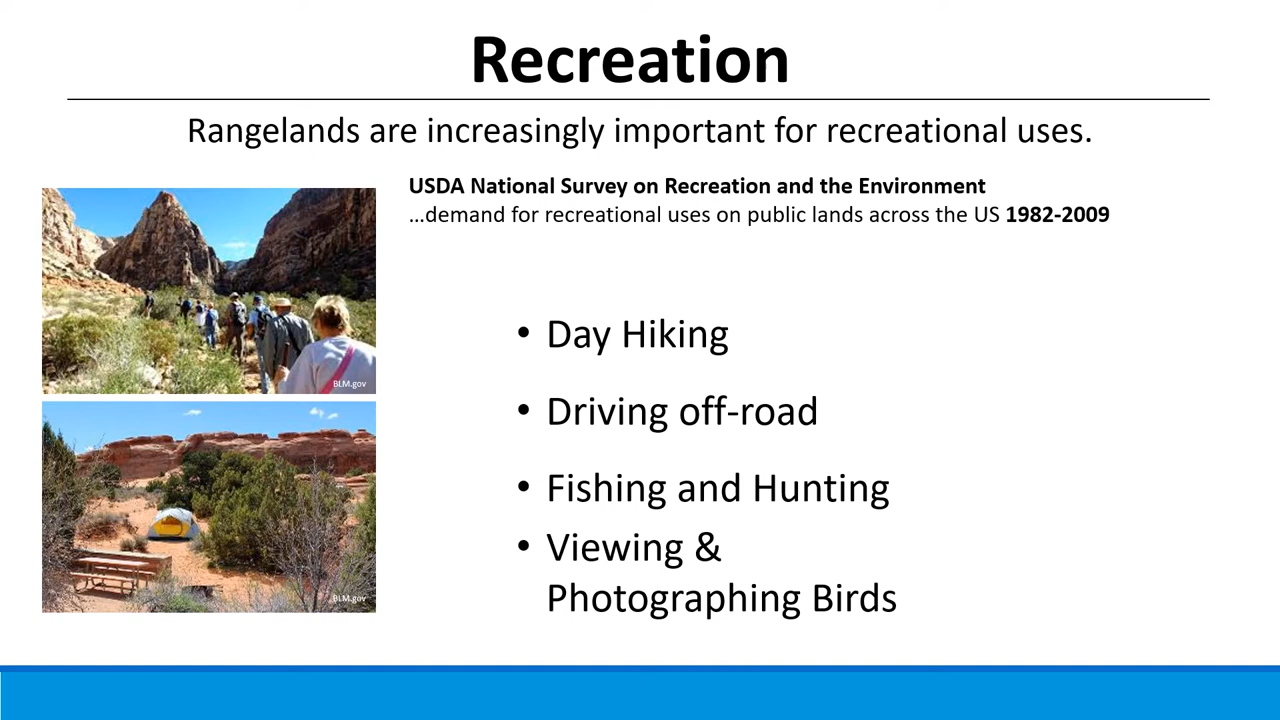 Recreation
Rangelands are increasingly important for recreational uses.
USDA National Survey on Recreation and the Environment
...demand for recreational uses on public lands across the US 1982-2009
BLM.gov
• Day Hiking
• Driving off-road
• Fishing and Hunting
• Viewing &
Photographing Birds
BLM.gov